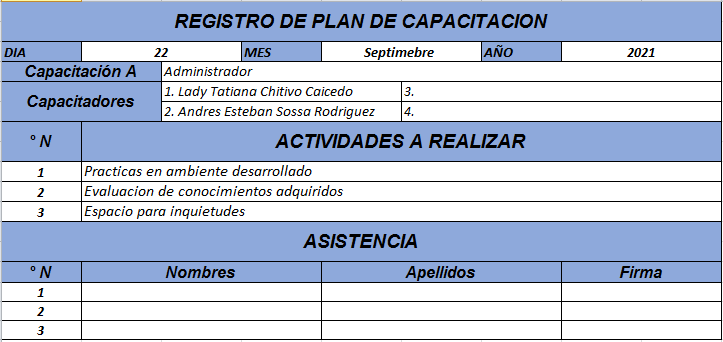 REGISTRO DE PLAN DE CAPACITACION
DIA 22 MES Septimebre AÑO 2021
Capacitación A Administrador
Capacitadores
1. Lady Tatiana Chitivo Caicedo 3.
2. Andres Esteban Sossa Rodriguez 4.
° N ACTIVIDADES A REALIZAR
1 Practicas en ambiente desarrollado
2 Evaluacion de conocimientos adquiridos
3 Espacio para inquietudes
ASISTENCIA
° N Nombres Apellidos Firma
1
2
3